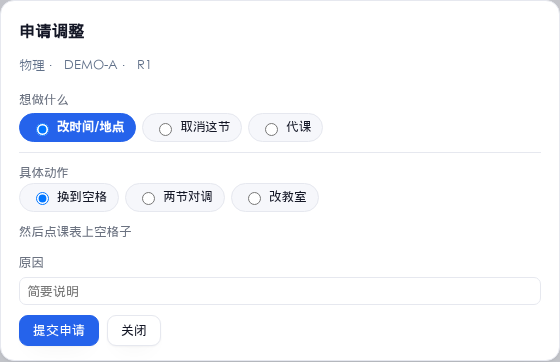 申请调整
物理 · DEMO-A · R1
想做什么
改时间/地点 取消这节 代课
具体动作
换到空格 两节对调 改教室
然后点课表上空格子
原因
简要说明
提交申请 关闭